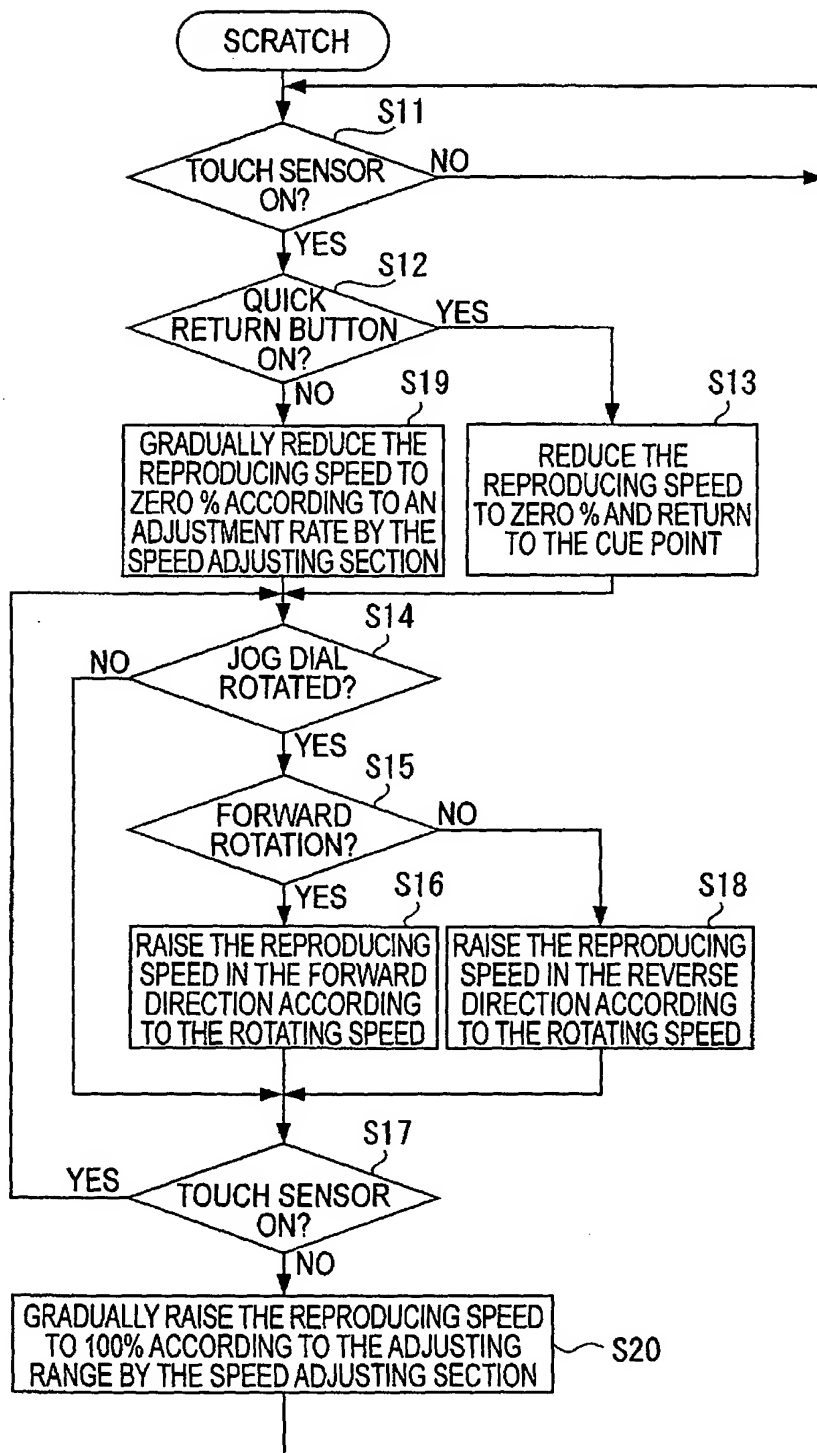 SCRATCH
S11
TOUCH SENSOR
ON?
NO
YES
S12
QUICK
RETURN BUTTON
ON?
YES
NO
S19
GRADUALLY REDUCE THE
REPRODUCING SPEED TO
ZERO % ACCORDING TO AN
ADJUSTMENT RATE BY THE
SPEED ADJUSTING SECTION
S13
REDUCE THE
REPRODUCING SPEED
TO ZERO % AND RETURN
TO THE CUE POINT
S14
JOG DIAL
ROTATED?
NO
YES
S15
FORWARD
ROTATION?
NO
YES
S16
RAISE THE REPRODUCING
SPEED IN THE FORWARD
DIRECTION ACCORDING
TO THE ROTATING SPEED
S18
RAISE THE REPRODUCING
SPEED IN THE REVERSE
DIRECTION ACCORDING
TO THE ROTATING SPEED
S17
YES
TOUCH SENSOR
ON?
NO
GRADUALLY RAISE THE REPRODUCING SPEED
TO 100% ACCORDING TO THE ADJUSTING
RANGE BY THE SPEED ADJUSTING SECTION
S20